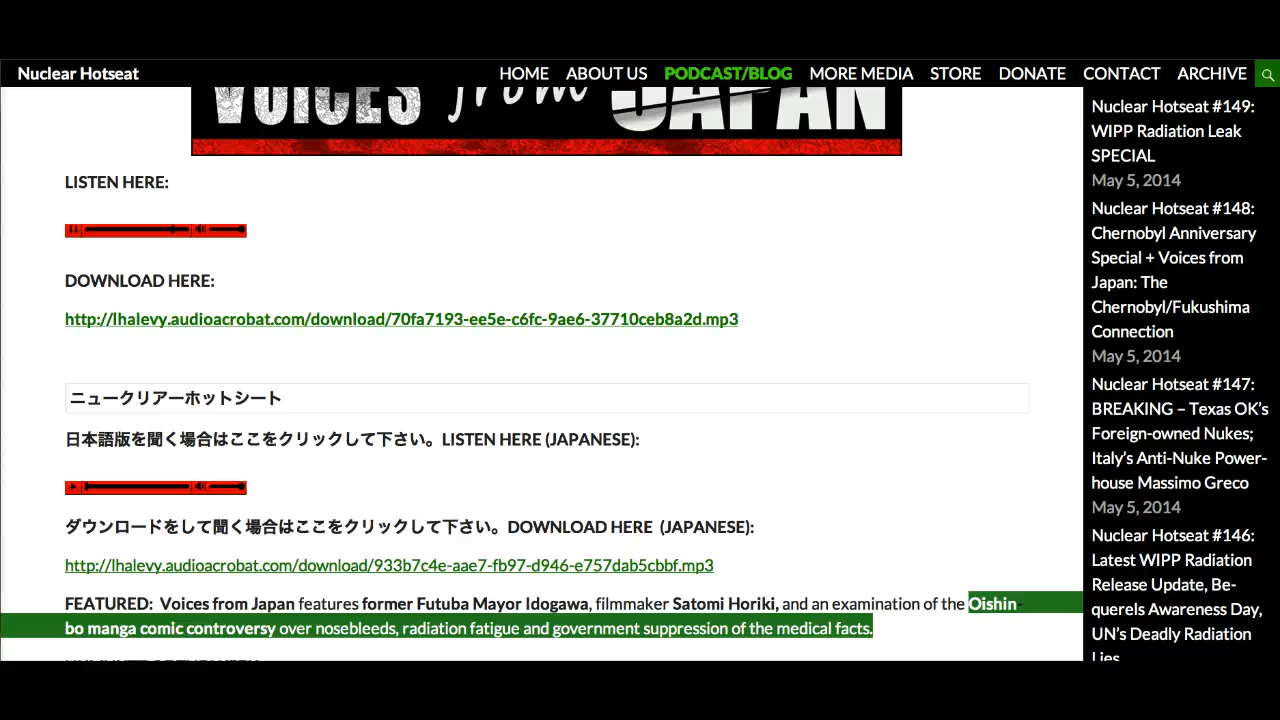 Nuclear Hotseat
HOME ABOUT US PODCAST/BLOG MORE MEDIA STORE DONATE CONTACT ARCHIVE
VOICES from JAPAN
LISTEN HERE:
DOWNLOAD HERE:
http://lhalevy.audioacrobat.com/download/70fa7193-ee5e-c6fc-9ae6-37710ceb8a2d.mp3
ニュークリアーホットシート
日本語版を聞く場合はここをクリックして下さい。LISTEN HERE (JAPANESE):
ダウンロードをして聞く場合はここをクリックして下さい。DOWNLOAD HERE (JAPANESE):
http://lhalevy.audioacrobat.com/download/933b7c4e-aae7-fb97-d946-e757dab5cbbf.mp3
FEATURED: Voices from Japan features former Futuba Mayor Idogawa, filmmaker Satomi Horiki, and an examination of the Oishin-
bo manga comic controversy over nosebleeds, radiation fatigue and government suppression of the medical facts.
Nuclear Hotseat #149:
WIPP Radiation Leak
SPECIAL
May 5, 2014
Nuclear Hotseat #148:
Chernobyl Anniversary
Special + Voices from
Japan: The
Chernobyl/Fukushima
Connection
May 5, 2014
Nuclear Hotseat #147:
BREAKING – Texas OK's
Foreign-owned Nukes;
Italy's Anti-Nuke Power-
house Massimo Greco
May 5, 2014
Nuclear Hotseat #146:
Latest WIPP Radiation
Release Update, Be-
querels Awareness Day,
UN's Deadly Radiation
Lies